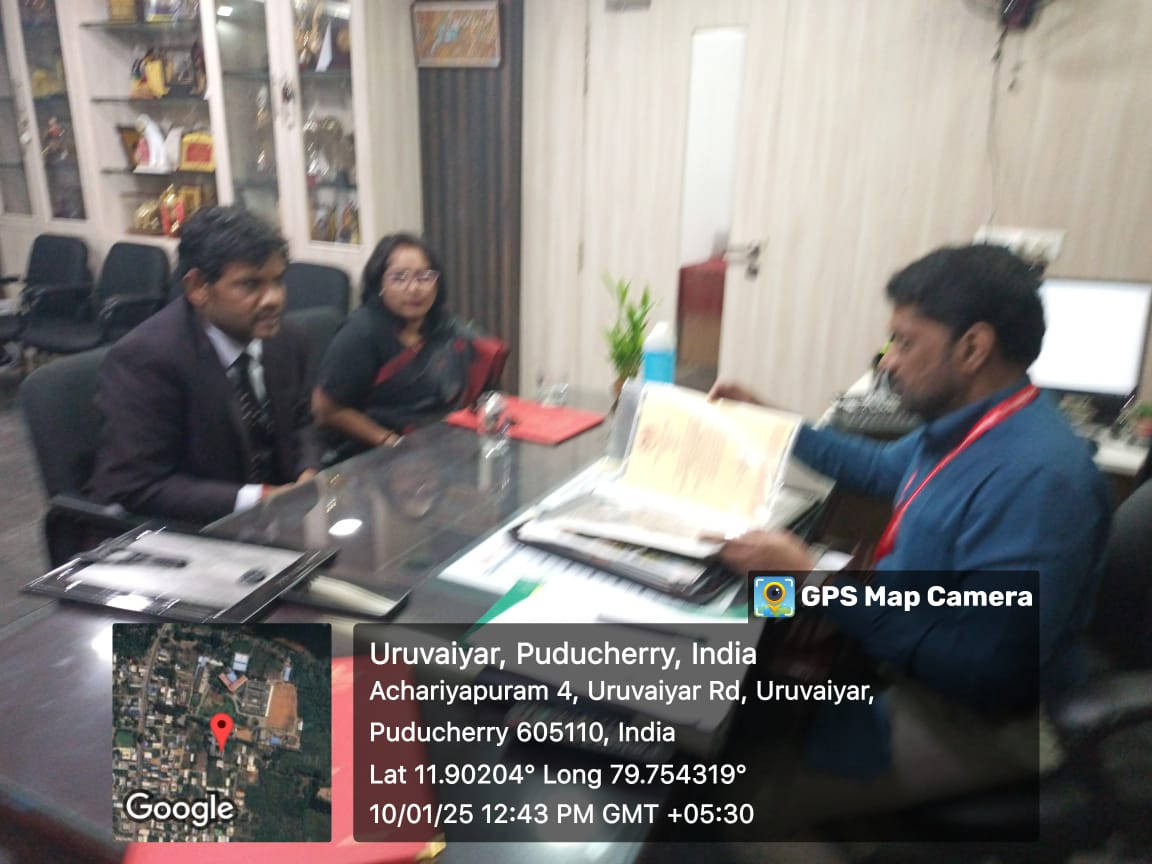 GPS Map Camera
Uruvaiyar, Puducherry, India
Achariyapuram 4, Uruvaiyar Rd, Uruvaiyar,
Puducherry 605110, India
Lat 11.90204° Long 79.754319°
10/01/25 12:43 PM GMT +05:30
Google